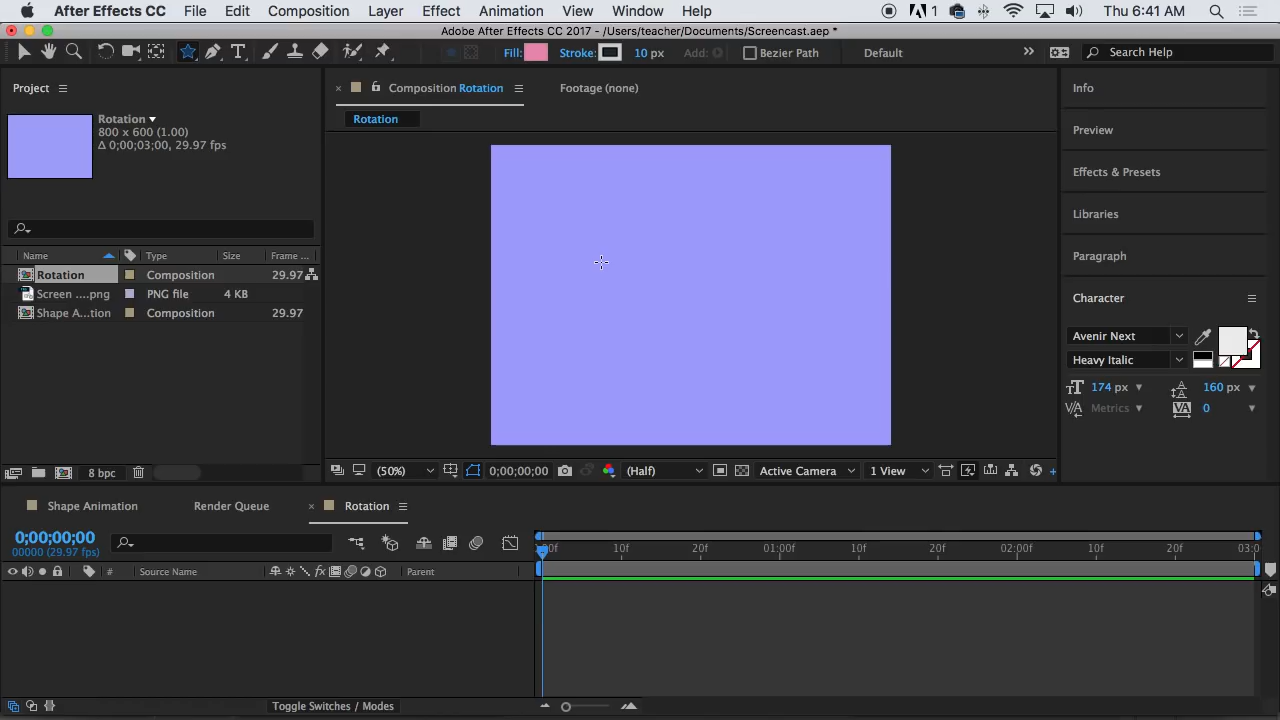 After Effects CC File Edit Composition Layer Effect Animation View Window Help 1 Thu 6:41 AM
Adobe After Effects CC 2017 - /Users/teacher/Documents/Screencast.aep *
Fill: Stroke: 10 px Add: Bezier Path Default Search Help
Project
Composition Rotation
Footage (none)
Info
Rotation
800 x 600 (1.00)
Δ 0;00;03;00, 29.97 fps
Rotation
Preview
Effects & Presets
Libraries
Paragraph
Name Type Size Frame ...
Rotation Composition 29.97
Screen ....png PNG file 4 KB
Shape A...tion Composition 29.97
Character
Avenir Next
Heavy Italic
174 px 160 px
Metrics 0
8 bpc
(50%) 0;00;00;00 (Half) Active Camera 1 View
Shape Animation Render Queue Rotation
0;00;00;00
00000 (29.97 fps)
:00f 10f 20f 01:00f 10f 20f 02:00f 10f 20f 03:0
# Source Name fx Parent
Toggle Switches / Modes